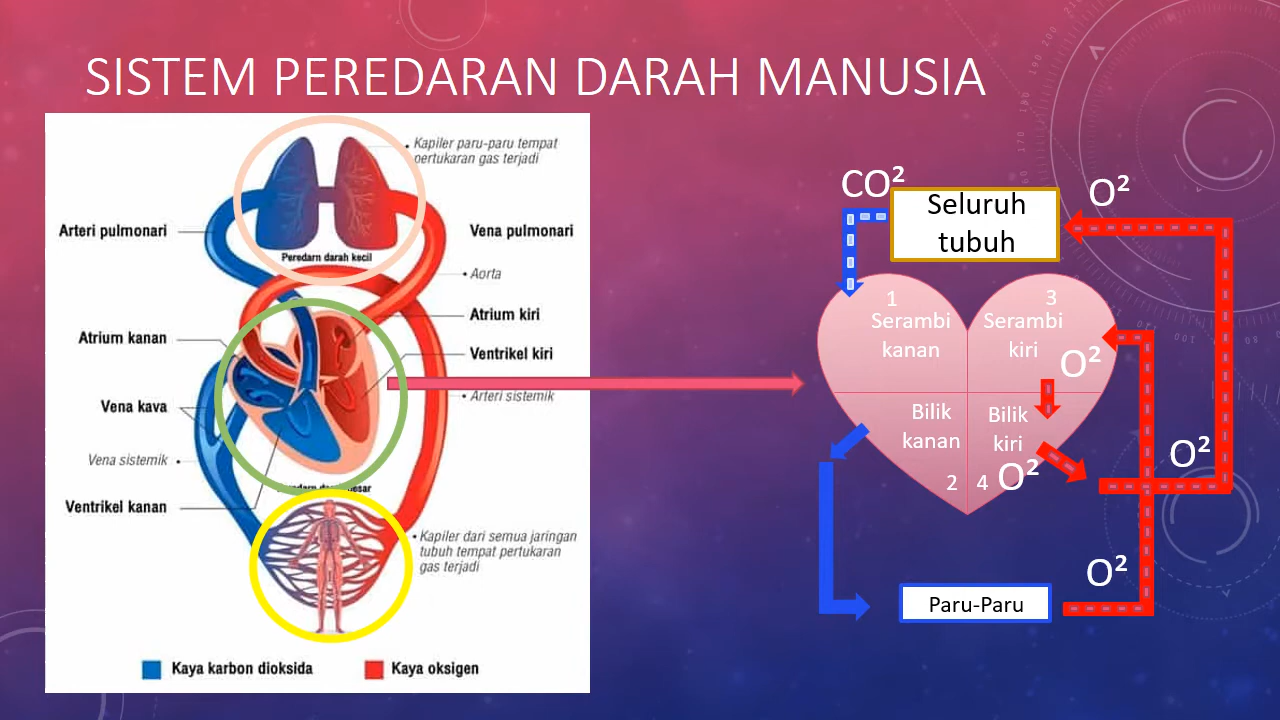 SISTEM PEREDARAN DARAH MANUSIA
• Kapiler paru-paru tempat
pertukaran gas terjadi
Arteri pulmonari
Vena pulmonari
Peredarn darah kecil
• Aorta
Atrium kiri
Atrium kanan
Ventrikel kiri
• Arteri sistemik
Vena kava
Vena sistemik •
Ventrikel kanan
• Kapiler dari semua jaringan
tubuh tempat pertukaran
gas terjadi
Kaya karbon dioksida
Kaya oksigen
CO²
Seluruh
tubuh
O²
1
Serambi
kanan
3
Serambi
kiri
O²
Bilik
kanan
2
Bilik
kiri
4
O²
O²
O²
Paru-Paru